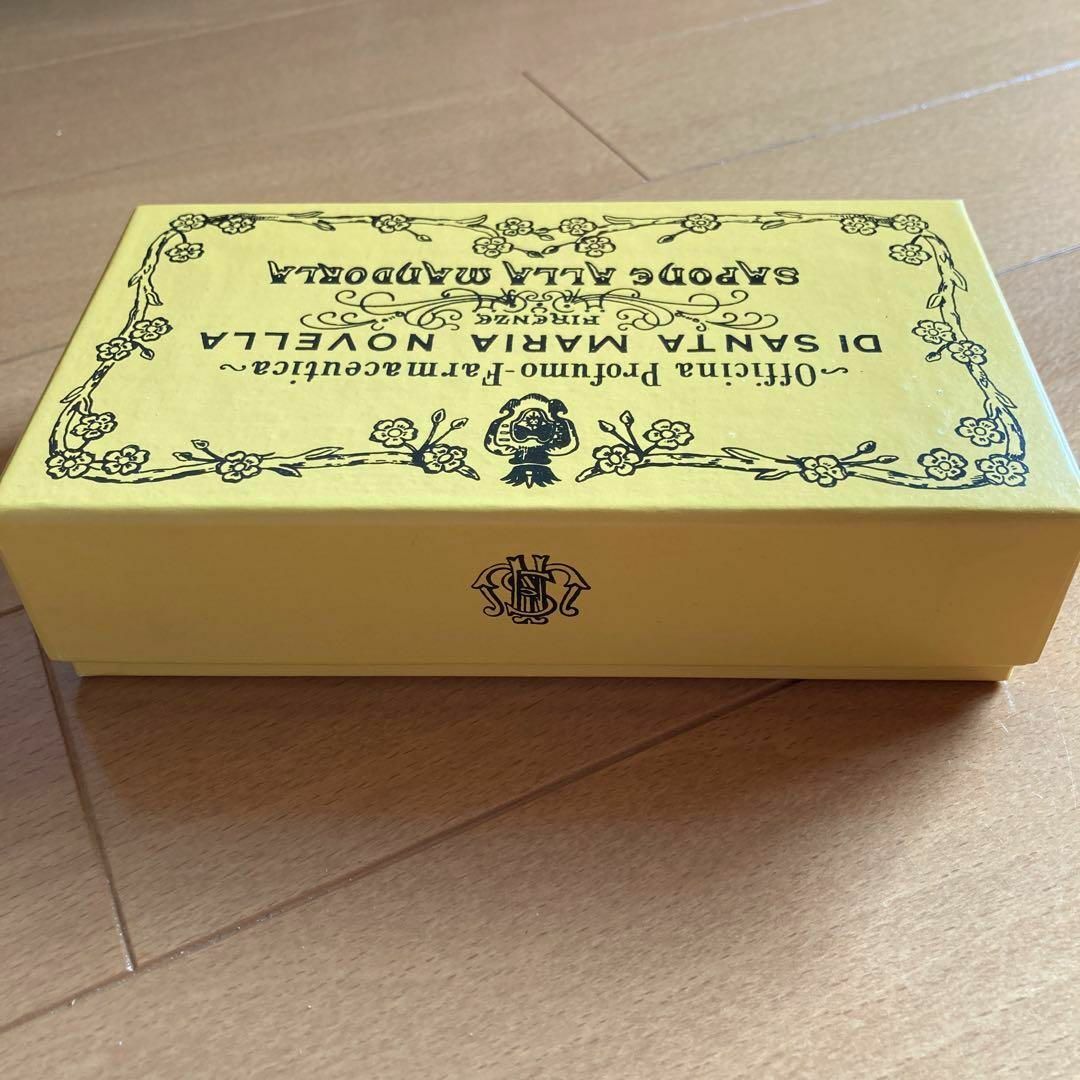 ~Officina Profumo-Farmaceutica~
DI SANTA MARIA NOVELLA
FIRENZE
SAPONE ALLA MANDORLA